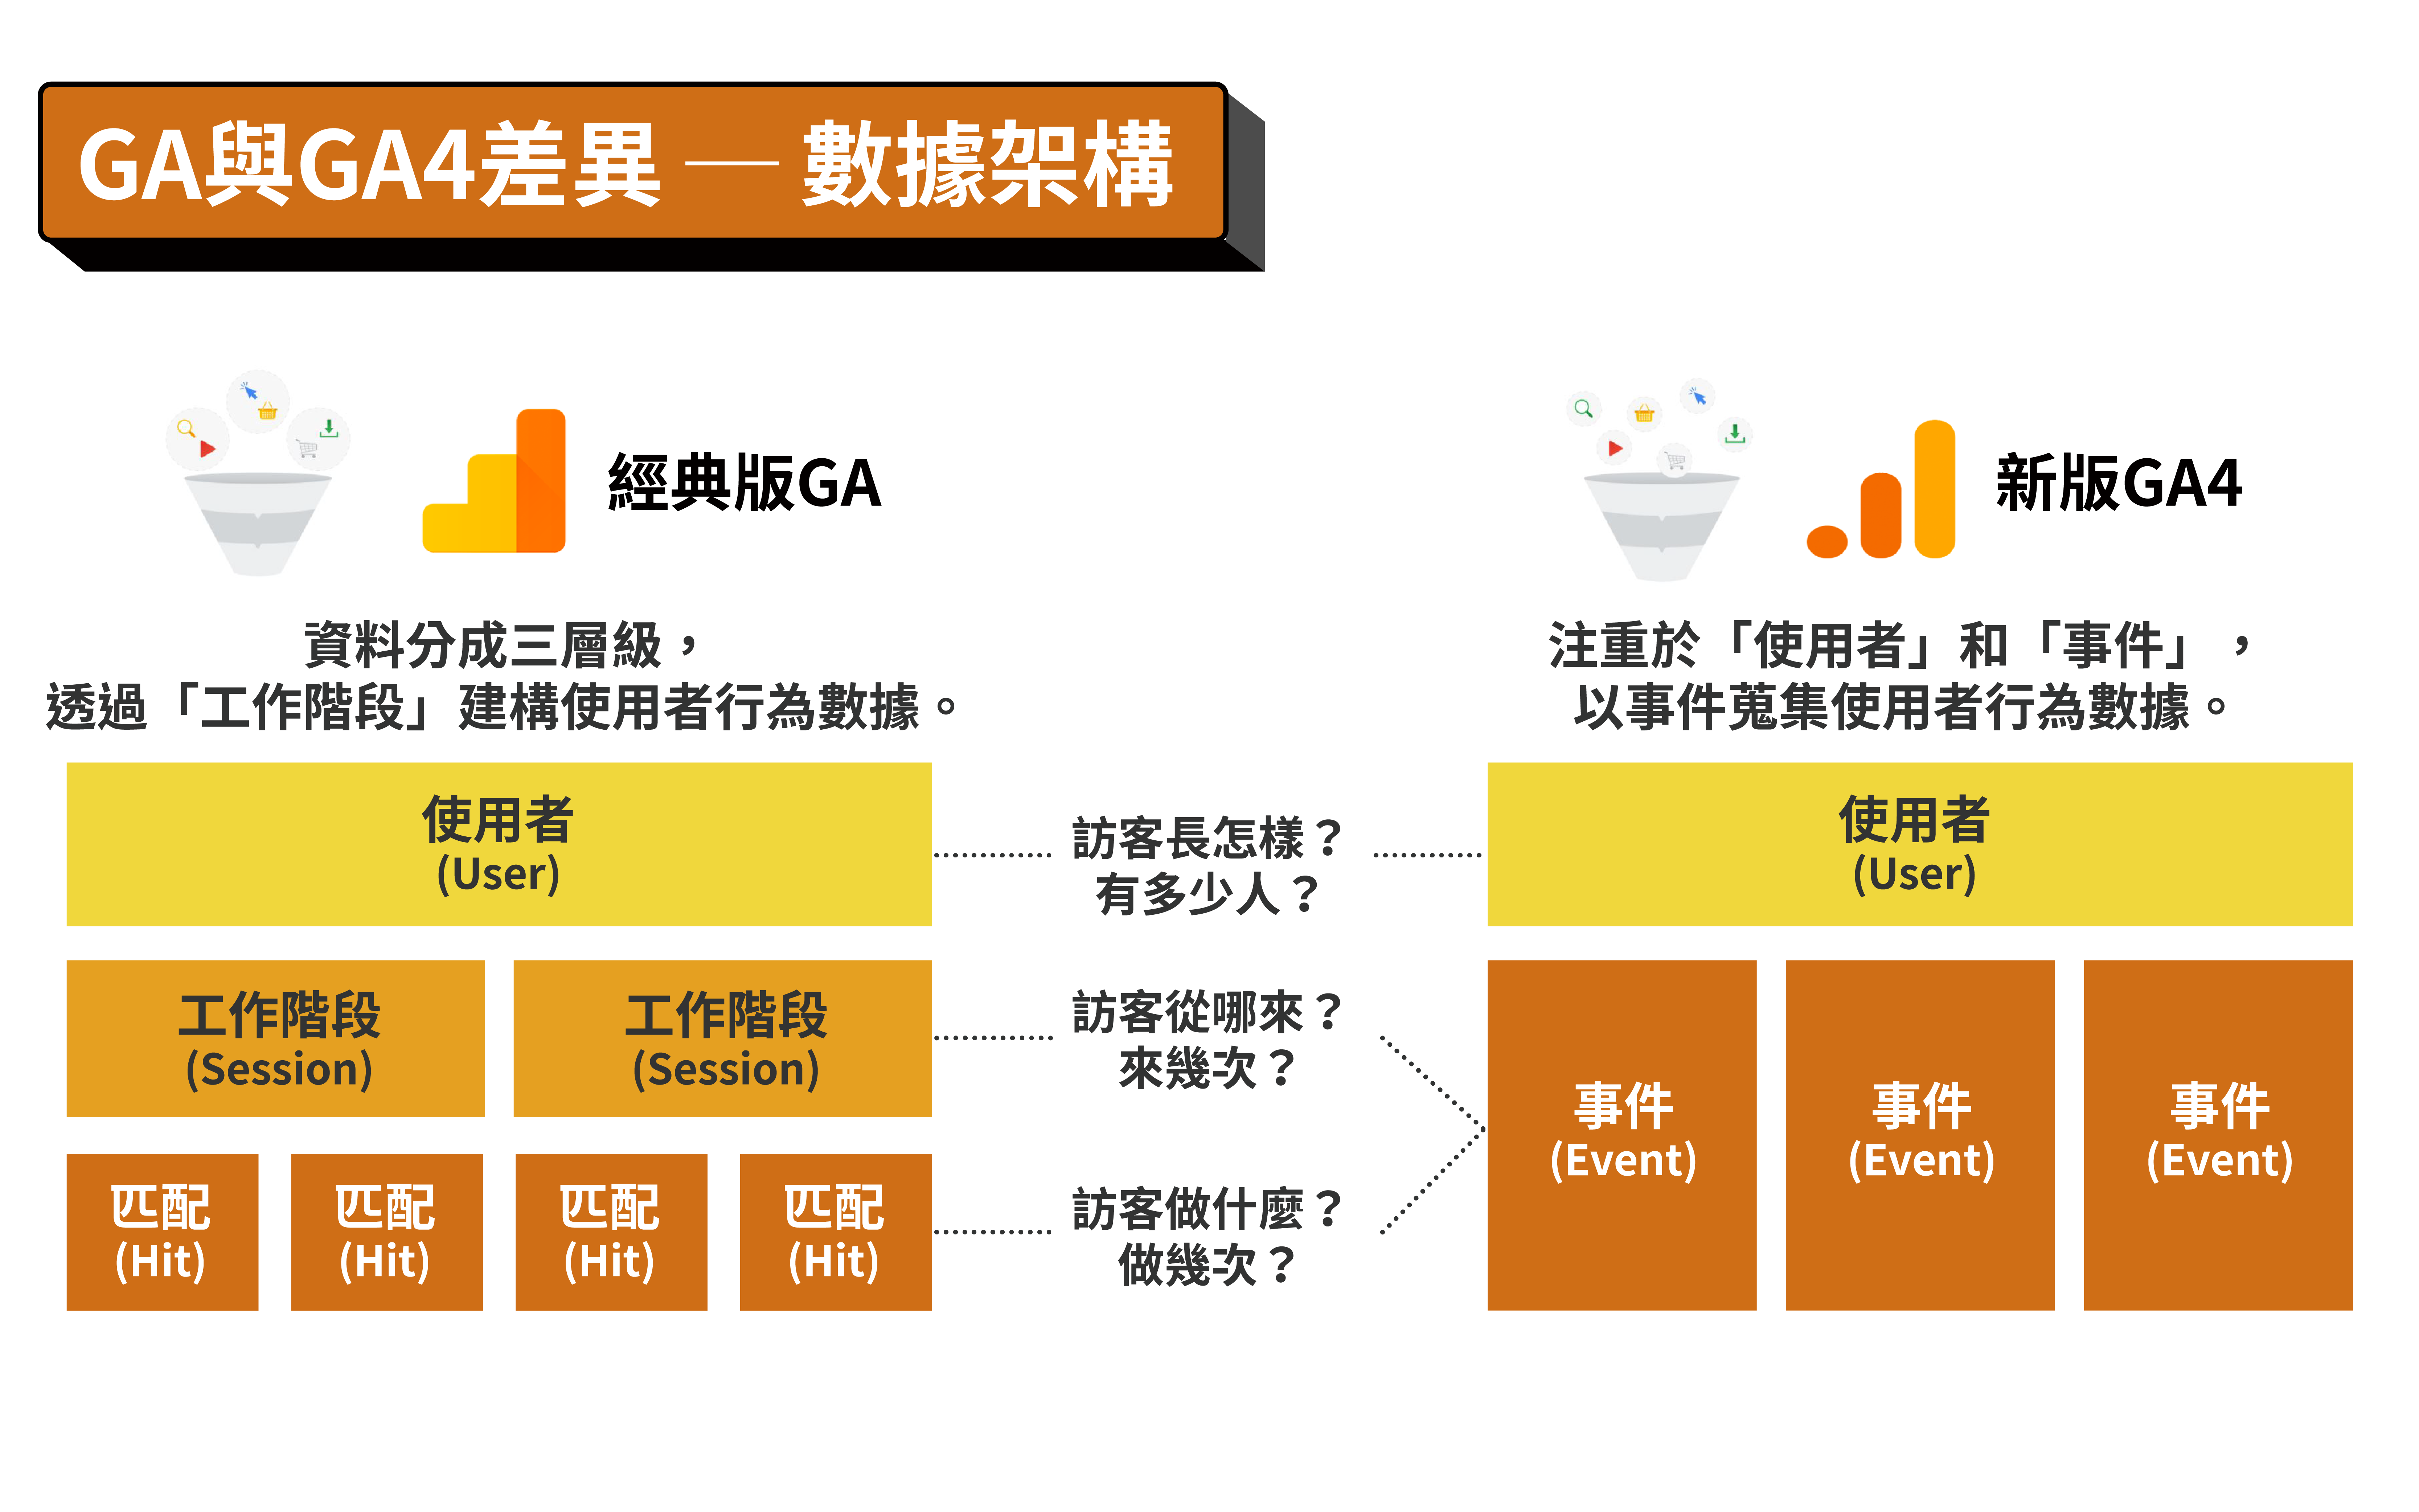 GA與GA4差異 — 數據架構
經典版GA
資料分成三層級，
透過「工作階段」建構使用者行為數據。
使用者
(User)
工作階段
(Session)
工作階段
(Session)
匹配
(Hit)
匹配
(Hit)
匹配
(Hit)
匹配
(Hit)
訪客長怎樣？
有多少人？
訪客從哪來？
來幾次？
訪客做什麼？
做幾次？
新版GA4
注重於「使用者」和「事件」，
以事件蒐集使用者行為數據。
使用者
(User)
事件
(Event)
事件
(Event)
事件
(Event)